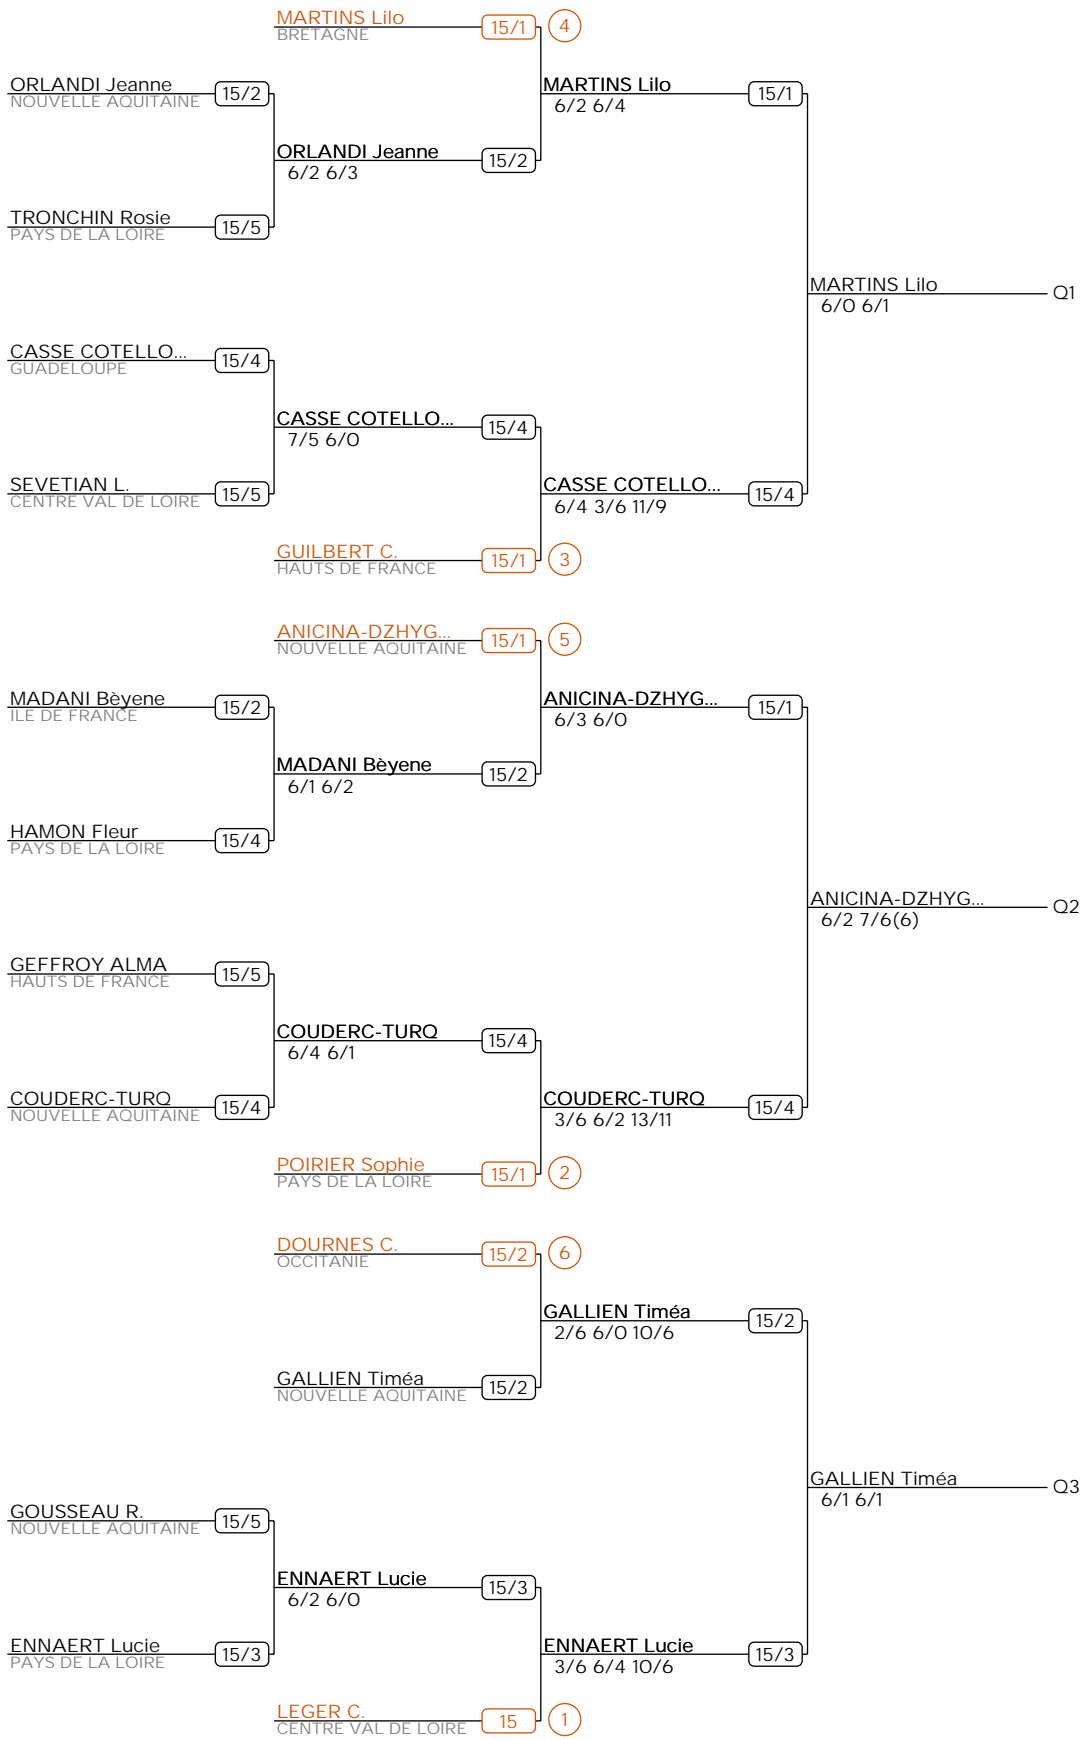 MARTINS Lilo
BRETAGNE
15/1
4
ORLANDI Jeanne
NOUVELLE AQUITAINE
15/2
MARTINS Lilo
6/2 6/4
15/1
ORLANDI Jeanne
6/2 6/3
15/2
TRONCHIN Rosie
PAYS DE LA LOIRE
15/5
MARTINS Lilo
6/0 6/1
Q1
CASSE COTELLO...
GUADELOUPE
15/4
CASSE COTELLO...
7/5 6/0
15/4
SEVETIAN L.
CENTRE VAL DE LOIRE
15/5
CASSE COTELLO...
6/4 3/6 11/9
15/4
GUILBERT C.
HAUTS DE FRANCE
15/1
3
ANICINA-DZHYG...
NOUVELLE AQUITAINE
15/1
5
MADANI Bèyene
ILE DE FRANCE
15/2
ANICINA-DZHYG...
6/3 6/0
15/1
MADANI Bèyene
6/1 6/2
15/2
HAMON Fleur
PAYS DE LA LOIRE
15/4
ANICINA-DZHYG...
6/2 7/6(6)
Q2
GEFFROY ALMA
HAUTS DE FRANCE
15/5
COUDERC-TURQ
6/4 6/1
15/4
COUDERC-TURQ
NOUVELLE AQUITAINE
15/4
COUDERC-TURQ
3/6 6/2 13/11
15/4
POIRIER Sophie
PAYS DE LA LOIRE
15/1
2
DOURNES C.
OCCITANIE
15/2
6
GALLIEN Timéa
2/6 6/0 10/6
15/2
GALLIEN Timéa
NOUVELLE AQUITAINE
15/2
GALLIEN Timéa
6/1 6/1
Q3
GOUSSEAU R.
NOUVELLE AQUITAINE
15/5
ENNAERT Lucie
6/2 6/0
15/3
ENNAERT Lucie
PAYS DE LA LOIRE
15/3
ENNAERT Lucie
3/6 6/4 10/6
15/3
LEGER C.
CENTRE VAL DE LOIRE
15
1